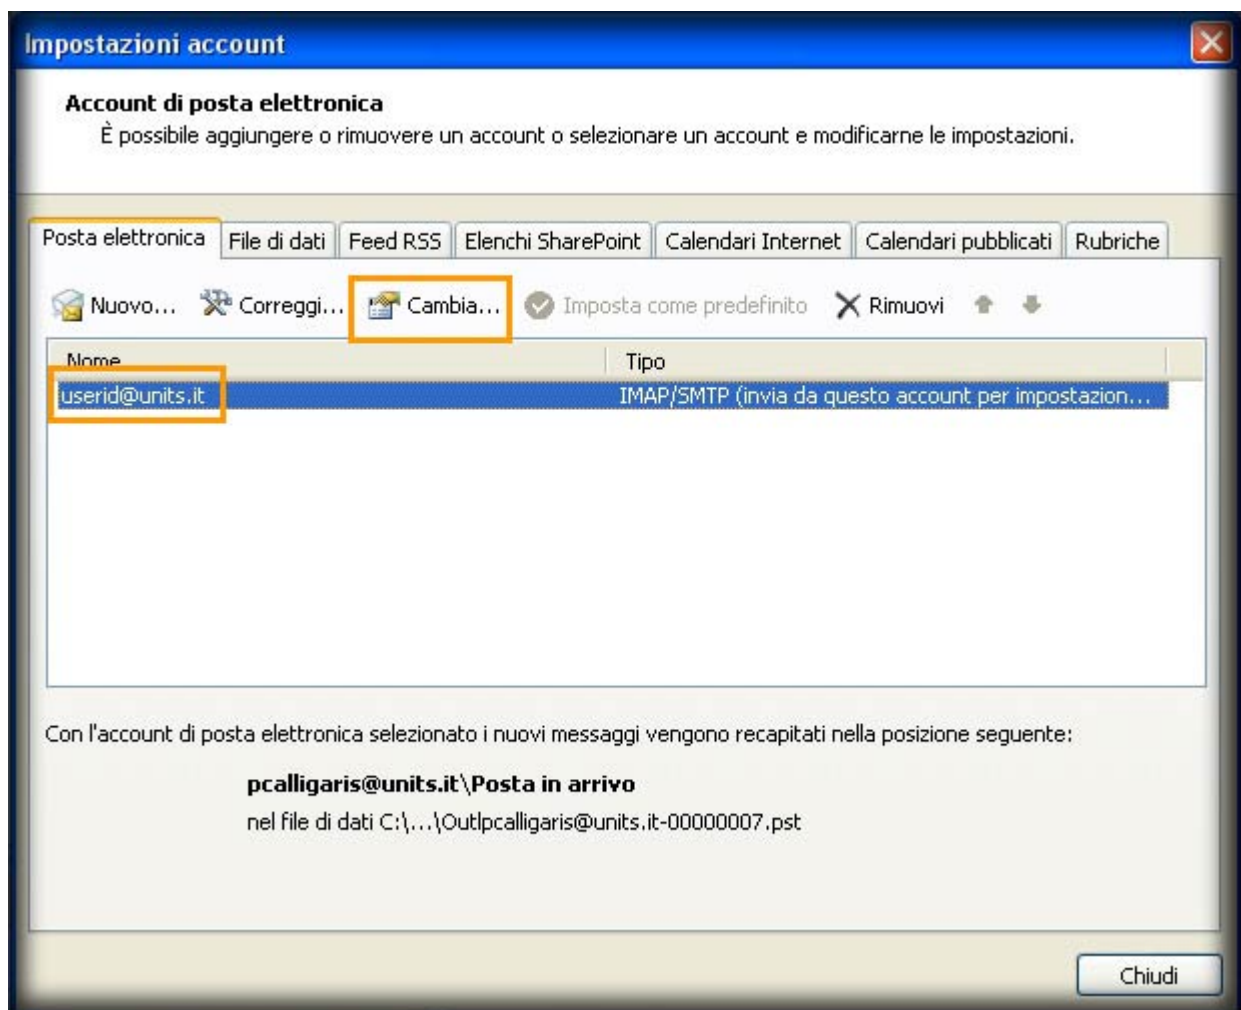 Impostazioni account
Account di posta elettronica
È possibile aggiungere o rimuovere un account o selezionare un account e modificarne le impostazioni.
Posta elettronica File di dati Feed RSS Elenchi SharePoint Calendari Internet Calendari pubblicati Rubriche
Nuovo... Correggi... Cambia... Imposta come predefinito Rimuovi
Nome Tipo
userid@units.it IMAP/SMTP (invia da questo account per impostazion...
Con l'account di posta elettronica selezionato i nuovi messaggi vengono recapitati nella posizione seguente:
pcalligaris@units.it\Posta in arrivo
nel file di dati C:\...\Outlpcalligaris@units.it-00000007.pst
Chiudi